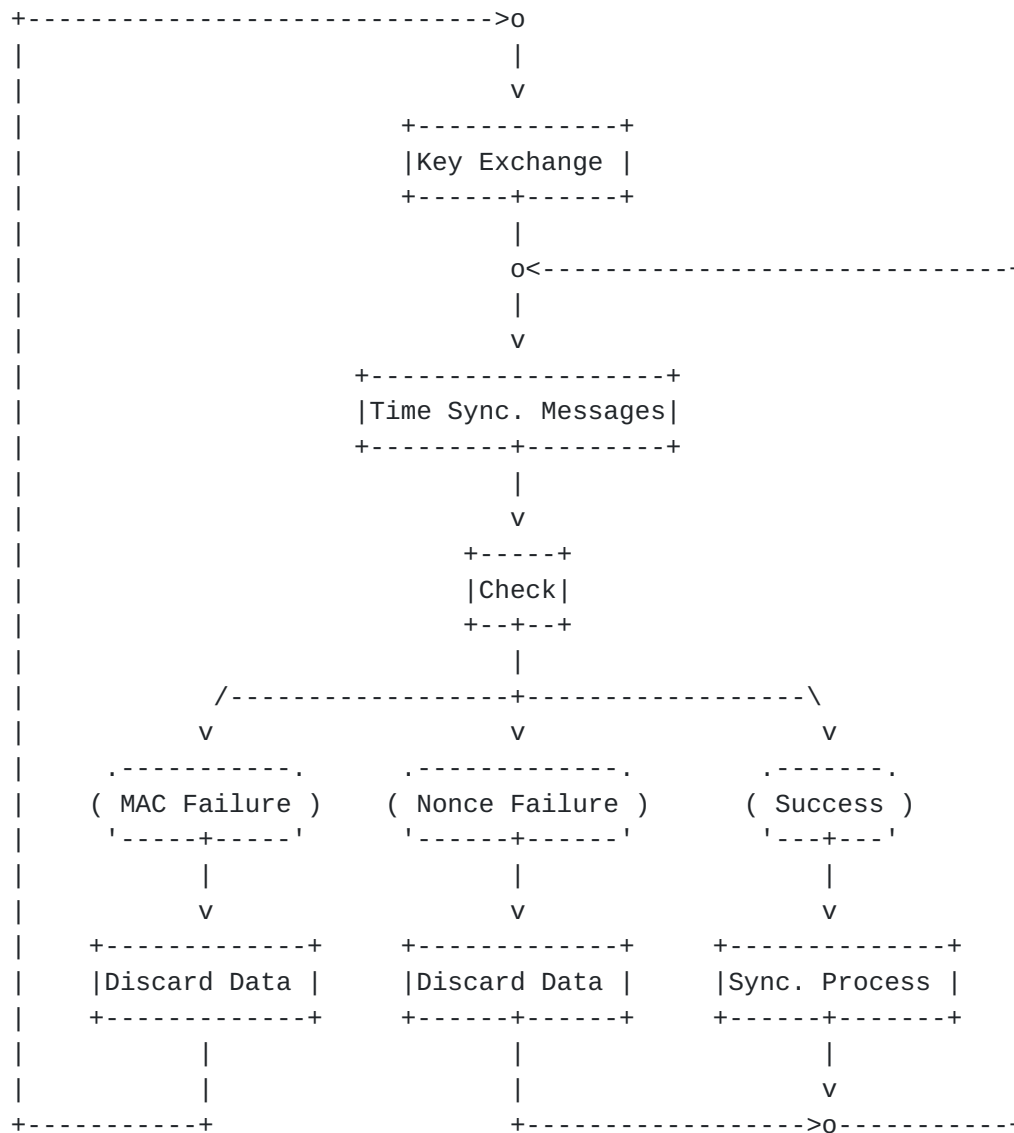 Key Exchange
Time Sync. Messages
Check
( MAC Failure ) ( Nonce Failure ) ( Success )
Discard Data Discard Data Sync. Process